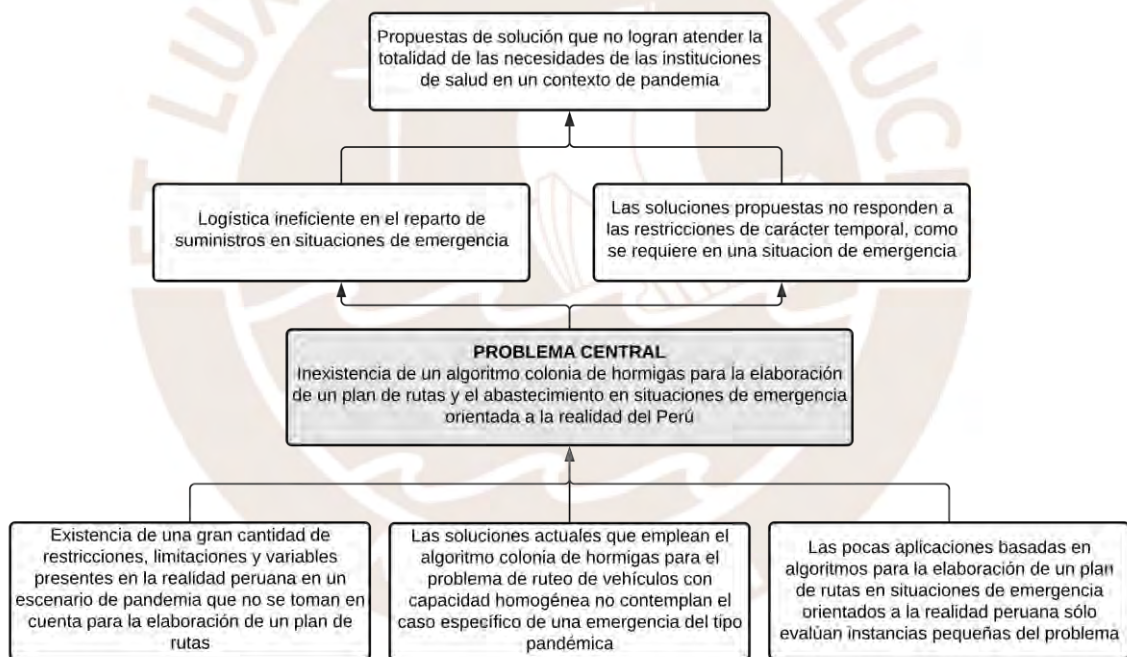 Propuestas de solución que no logran atender la
totalidad de las necesidades de las instituciones
de salud en un contexto de pandemia
Logística ineficiente en el reparto de
suministros en situaciones de emergencia
Las soluciones propuestas no responden a
las restricciones de carácter temporal, como
se requiere en una situacion de emergencia
PROBLEMA CENTRAL
Inexistencia de un algoritmo colonia de hormigas para la elaboración
de un plan de rutas y el abastecimiento en situaciones de emergencia
orientada a la realidad del Perú
Existencia de una gran cantidad de
restricciones, limitaciones y variables
presentes en la realidad peruana en un
escenario de pandemia que no se toman en
cuenta para la elaboración de un plan de
rutas
Las soluciones actuales que emplean el
algoritmo colonia de hormigas para el
problema de ruteo de vehículos con
capacidad homogénea no contemplan el
caso específico de una emergencia del tipo
pandémica
Las pocas aplicaciones basadas en
algoritmos para la elaboración de un plan
de rutas en situaciones de emergencia
orientados a la realidad peruana sólo
evalúan instancias pequeñas del problema
ET LUX
LUC